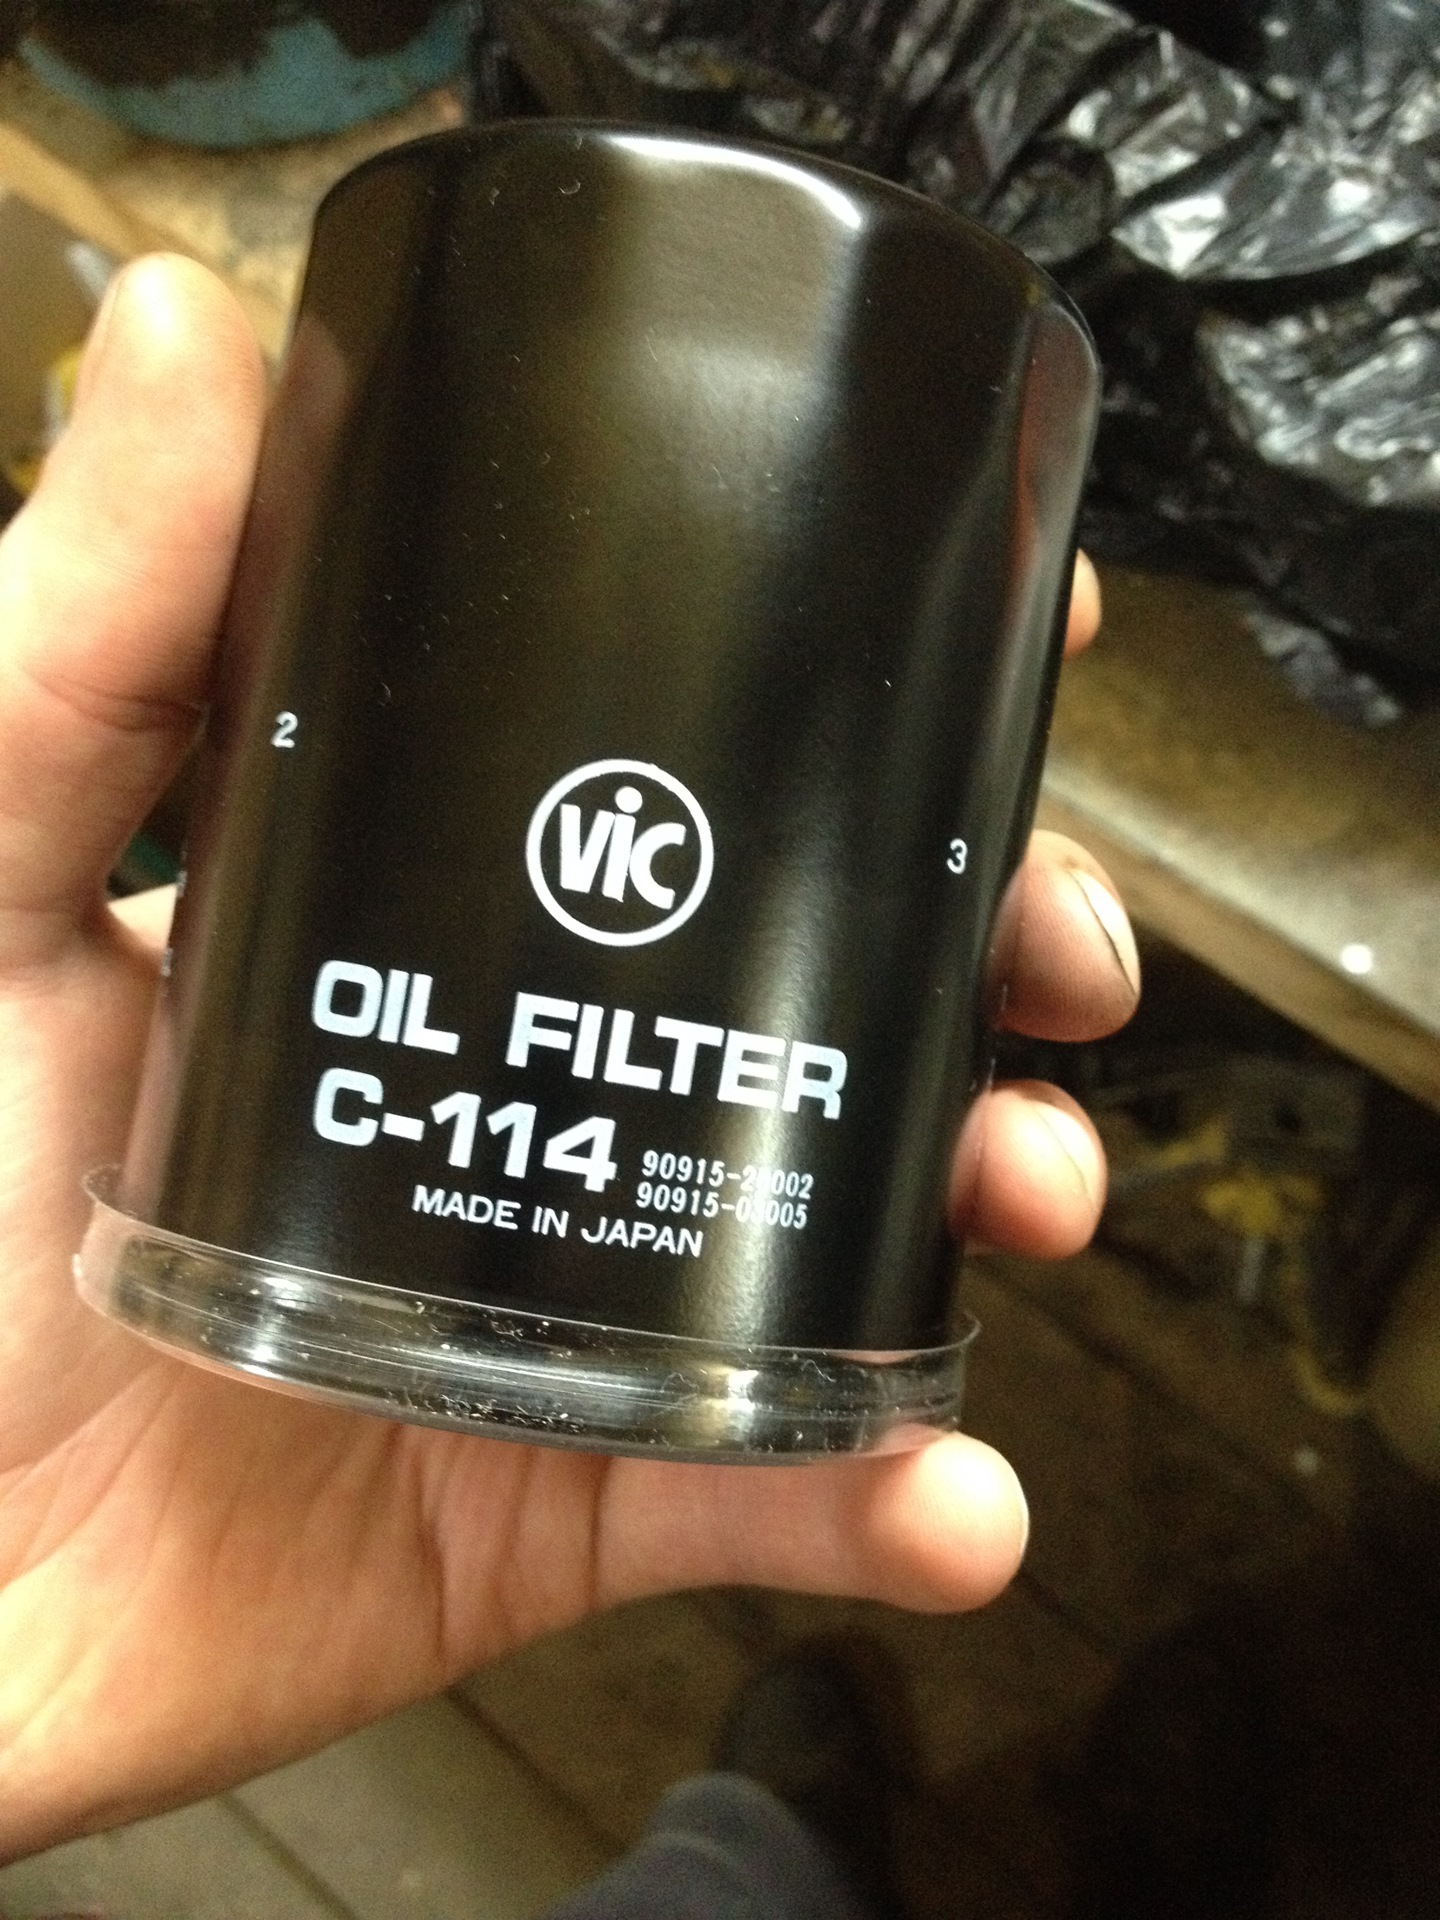 2
VIC
3
OIL FILTER
C-114
MADE IN JAPAN